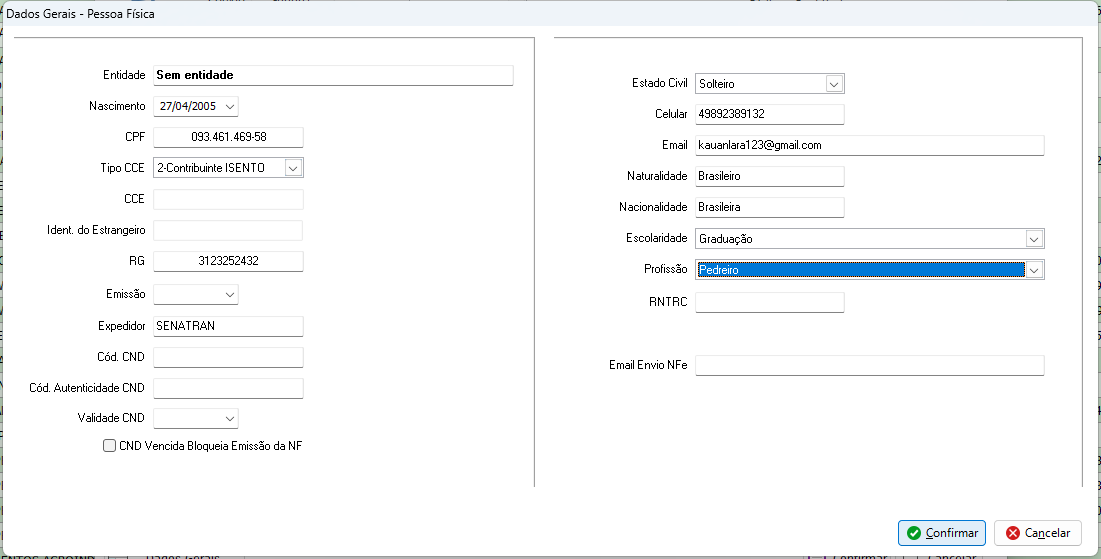 Dados Gerais - Pessoa Física
Entidade Sem entidade
Nascimento 27/04/2005
CPF 093.461.469-58
Tipo CCE 2-Contribuinte ISENTO
CCE
Ident. do Estrangeiro
RG 3123252432
Emissão
Expedidor SENATRAN
Cód. CND
Cód. Autenticidade CND
Validade CND
CND Vencida Bloqueia Emissão da NF
Estado Civil Solteiro
Celular 49892389132
Email kauanlara123@gmail.com
Naturalidade Brasileiro
Nacionalidade Brasileira
Escolaridade Graduação
Profissão Pedreiro
RNTRC
Email Envio NFe
Confirmar Cancelar